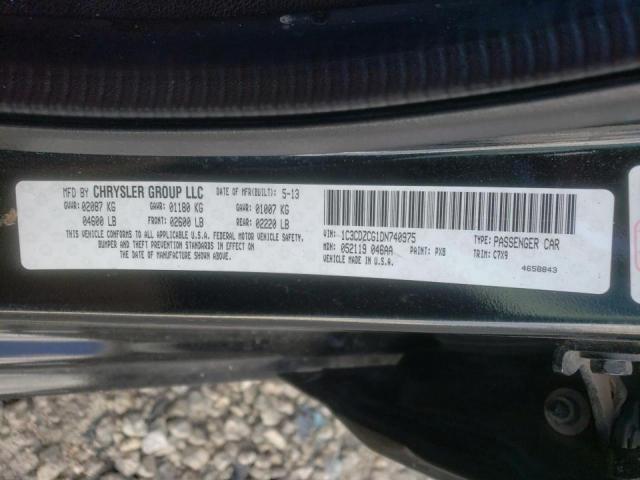 MFD BY CHRYSLER GROUP LLC DATE OF MFR(BUILT): 5-13
GVWR: 02087 KG GAWR: 01180 KG GAWR: 01007 KG
04600 LB FRONT: 02600 LB REAR: 02220 LB
THIS VEHICLE CONFORMS TO ALL APPLICABLE U.S.A. FEDERAL MOTOR VEHICLE SAFETY,
BUMPER AND THEFT PREVENTION STANDARDS IN EFFECT ON
THE DATE OF MANUFACTURE SHOWN ABOVE.
VIN: 1C3CDZCG1DN740975 TYPE: PASSENGER CAR
MDH: 052119 046AA PAINT: PX8 TRIM: C7X9
VEHICLE MADE IN U.S.A.
4658843